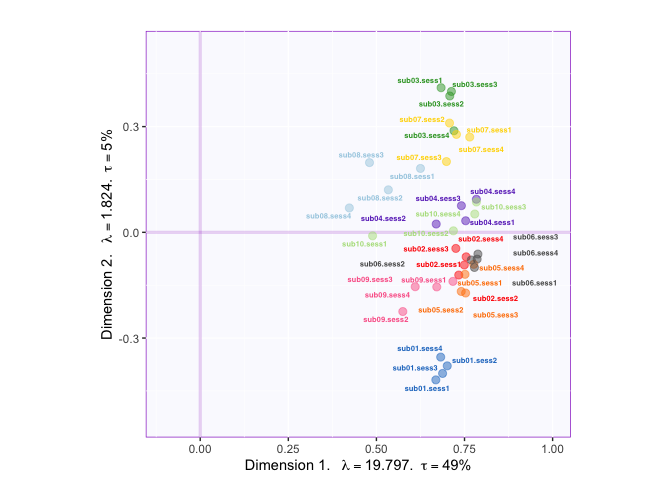 sub03.sess1
sub03.sess3
sub03.sess2
sub07.sess2
sub07.sess1
sub03.sess4
sub07.sess4
sub08.sess3
sub07.sess3
sub08.sess1
sub04.sess4
sub08.sess2
sub04.sess3
sub10.sess3
sub08.sess4
sub04.sess2
sub10.sess4
sub04.sess1
sub10.sess2
sub06.sess3
sub10.sess1
sub02.sess4
sub02.sess3
sub06.sess4
sub06.sess2
sub02.sess1
sub05.sess4
sub09.sess3
sub09.sess1
sub05.sess1
sub06.sess1
sub09.sess4
sub02.sess2
sub05.sess2
sub05.sess3
sub09.sess2
sub01.sess4
sub01.sess2
sub01.sess3
sub01.sess1
0.3
0.0
-0.3
0.00
0.25
0.50
0.75
1.00
Dimension 1. λ = 19.797. τ = 49%
Dimension 2. λ = 1.824. τ = 5%